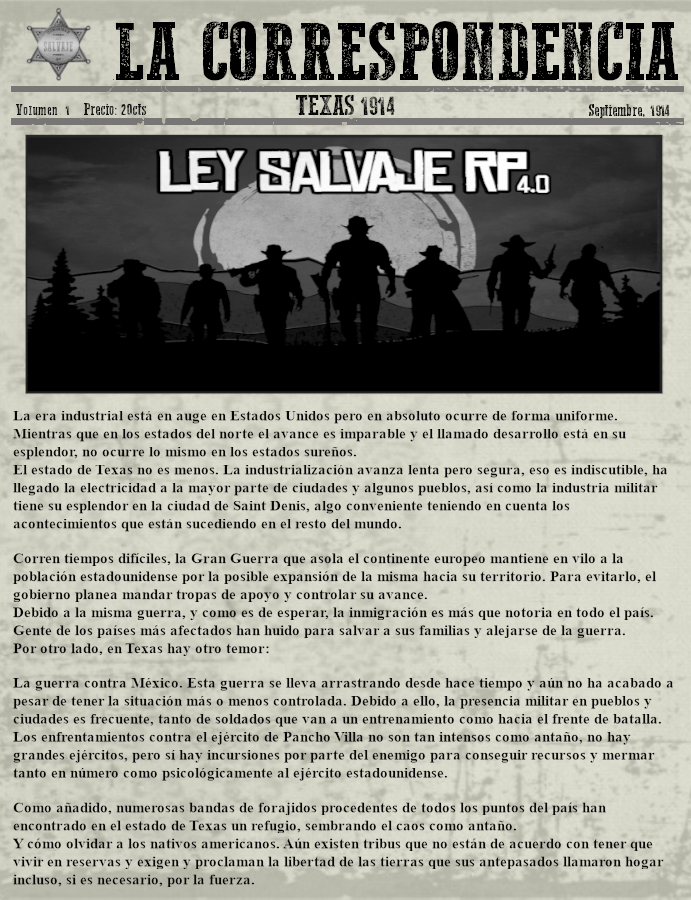 SALVAJE
LA CORRESPONDENCIA
Volumen 1 Precio: 20cts
TEXAS 1914
Septiembre, 1914
LEY SALVAJE RP 4.0
La era industrial está en auge en Estados Unidos pero en absoluto ocurre de forma uniforme.
Mientras que en los estados del norte el avance es imparable y el llamado desarrollo está en su
esplendor, no ocurre lo mismo en los estados sureños.
El estado de Texas no es menos. La industrialización avanza lenta pero segura, eso es indiscutible, ha
llegado la electricidad a la mayor parte de ciudades y algunos pueblos, así como la industria militar
tiene su esplendor en la ciudad de Saint Denis, algo conveniente teniendo en cuenta los
acontecimientos que están sucediendo en el resto del mundo.
Corren tiempos difíciles, la Gran Guerra que asola el continente europeo mantiene en vilo a la
población estadounidense por la posible expansión de la misma hacia su territorio. Para evitarlo, el
gobierno planea mandar tropas de apoyo y controlar su avance.
Debido a la misma guerra, y como es de esperar, la inmigración es más que notoria en todo el país.
Gente de los países más afectados han huido para salvar a sus familias y alejarse de la guerra.
Por otro lado, en Texas hay otro temor:
La guerra contra México. Esta guerra se lleva arrastrando desde hace tiempo y aún no ha acabado a
pesar de tener la situación más o menos controlada. Debido a ello, la presencia militar en pueblos y
ciudades es frecuente, tanto de soldados que van a un entrenamiento como hacia el frente de batalla.
Los enfrentamientos contra el ejército de Pancho Villa no son tan intensos como antaño, no hay
grandes ejércitos, pero sí hay incursiones por parte del enemigo para conseguir recursos y mermar
tanto en número como psicológicamente al ejército estadounidense.
Como añadido, numerosas bandas de forajidos procedentes de todos los puntos del país han
encontrado en el estado de Texas un refugio, sembrando el caos como antaño.
Y cómo olvidar a los nativos americanos. Aún existen tribus que no están de acuerdo con tener que
vivir en reservas y exigen y proclaman la libertad de las tierras que sus antepasados llamaron hogar
incluso, si es necesario, por la fuerza.